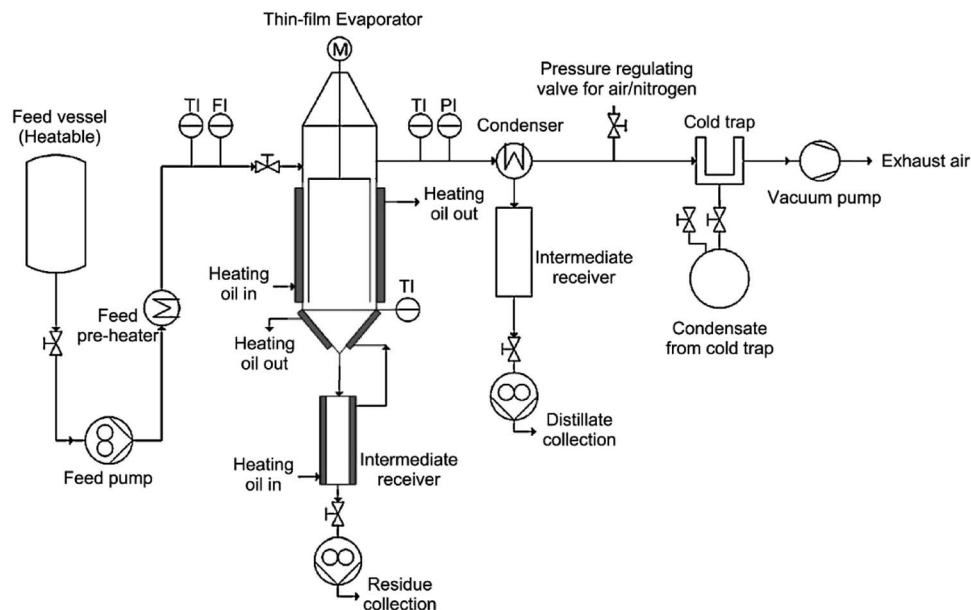 Thin-film Evaporator
M
Feed vessel
(Heatable)
TI
FI
TI
PI
Condenser
Pressure regulating
valve for air/nitrogen
Cold trap
Exhaust air
Vacuum pump
Heating
oil out
Heating
oil in
TI
Intermediate
receiver
Feed
pre-heater
Heating
oil out
Condensate
from cold trap
Distillate
collection
Feed pump
Heating
oil in
Intermediate
receiver
Residue
collection